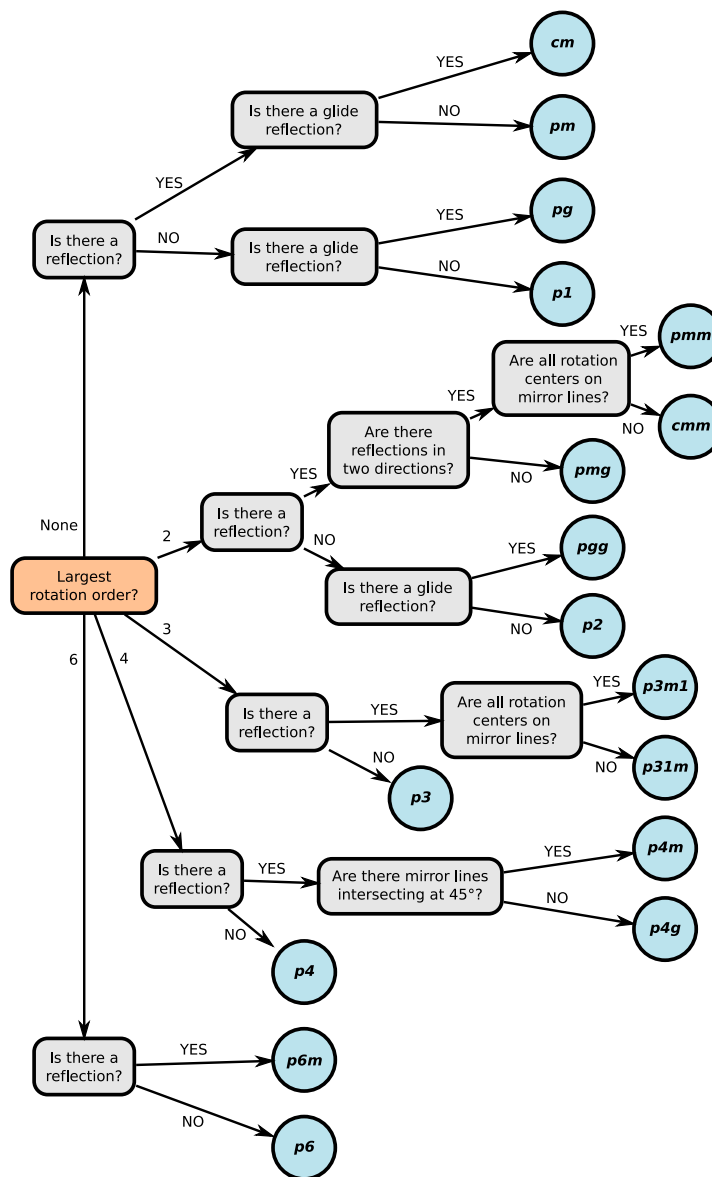 cm
YES
Is there a glide
reflection?
NO
pm
YES
pg
YES
Is there a
reflection?
NO
Is there a glide
reflection?
NO
p1
YES
pmm
Are all rotation
centers on
mirror lines?
YES
NO
cmm
Are there
reflections in
two directions?
YES
NO
pmg
Is there a
reflection?
None
2
NO
YES
pgg
Largest
rotation order?
Is there a glide
reflection?
NO
p2
6
4
3
YES
p3m1
Is there a
reflection?
YES
Are all rotation
centers on
mirror lines?
NO
p31m
NO
p3
YES
p4m
Is there a
reflection?
YES
Are there mirror lines
intersecting at 45°?
NO
p4g
NO
p4
Is there a
reflection?
YES
p6m
NO
p6